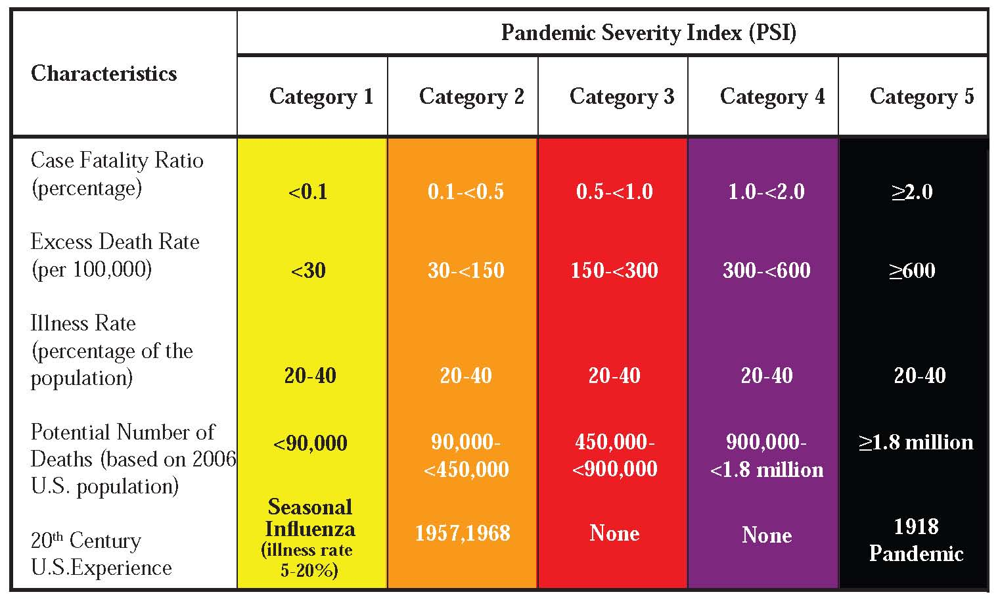 Pandemic Severity Index (PSI)
Characteristics
Category 1
Category 2
Category 3
Category 4
Category 5
Case Fatality Ratio
(percentage)
<0.1
0.1-<0.5
0.5-<1.0
1.0-<2.0
≥2.0
Excess Death Rate
(per 100,000)
<30
30-<150
150-<300
300-<600
≥600
Illness Rate
(percentage of the
population)
20-40
20-40
20-40
20-40
20-40
Potential Number of
Deaths (based on 2006
U.S. population)
<90,000
90,000-
<450,000
450,000-
<900,000
900,000-
<1.8 million
≥1.8 million
20th Century
U.S.Experience
Seasonal
Influenza
(illness rate
5-20%)
1957,1968
None
None
1918
Pandemic